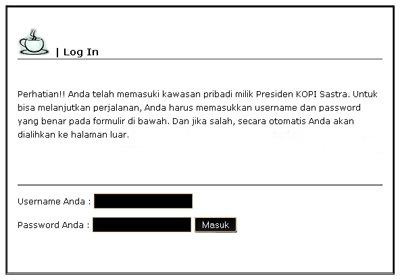 | Log In
Perhatian!! Anda telah memasuki kawasan pribadi milik Presiden KOPI Sastra. Untuk
bisa melanjutkan perjalanan, Anda harus memasukkan username dan password
yang benar pada formulir di bawah. Dan jika salah, secara otomatis Anda akan
dialihkan ke halaman luar.
Username Anda :
Password Anda : Masuk